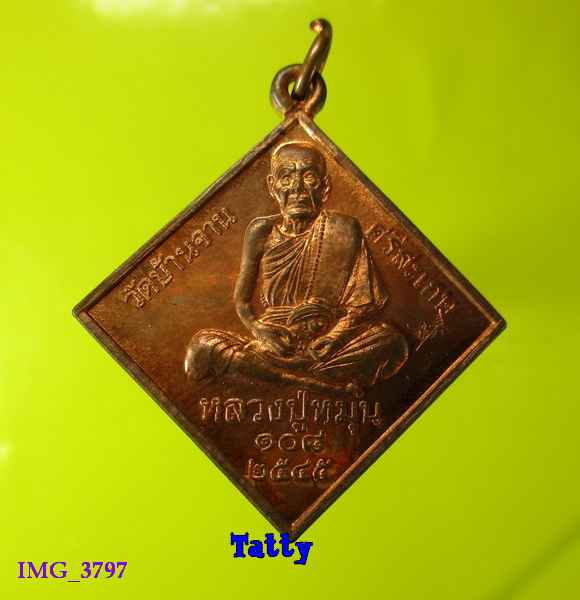 วัดบ้านจาน
ศรีสะเกษ
หลวงปู่หมุน
๑๐๘
๒๕๔๕
Tatty
IMG_3797